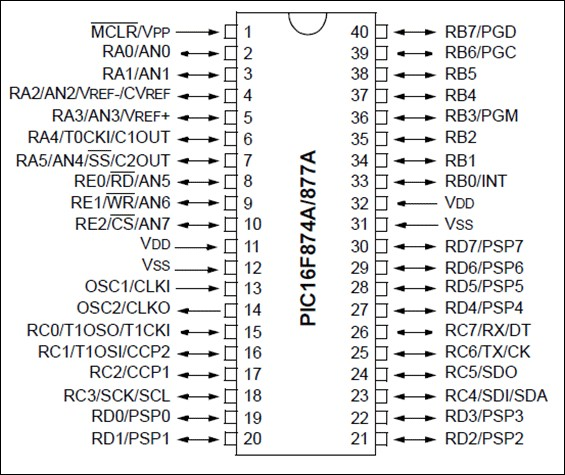 MCLR/VPP 1
RA0/AN0 2
RA1/AN1 3
RA2/AN2/VREF-/CVREF 4
RA3/AN3/VREF+ 5
RA4/T0CKI/C1OUT 6
RA5/AN4/SS/C2OUT 7
RE0/RD/AN5 8
RE1/WR/AN6 9
RE2/CS/AN7 10
VDD 11
VSS 12
OSC1/CLKI 13
OSC2/CLKO 14
RC0/T1OSO/T1CKI 15
RC1/T1OSI/CCP2 16
RC2/CCP1 17
RC3/SCK/SCL 18
RD0/PSP0 19
RD1/PSP1 20
PIC16F874A/877A
40 RB7/PGD
39 RB6/PGC
38 RB5
37 RB4
36 RB3/PGM
35 RB2
34 RB1
33 RB0/INT
32 VDD
31 VSS
30 RD7/PSP7
29 RD6/PSP6
28 RD5/PSP5
27 RD4/PSP4
26 RC7/RX/DT
25 RC6/TX/CK
24 RC5/SDO
23 RC4/SDI/SDA
22 RD3/PSP3
21 RD2/PSP2